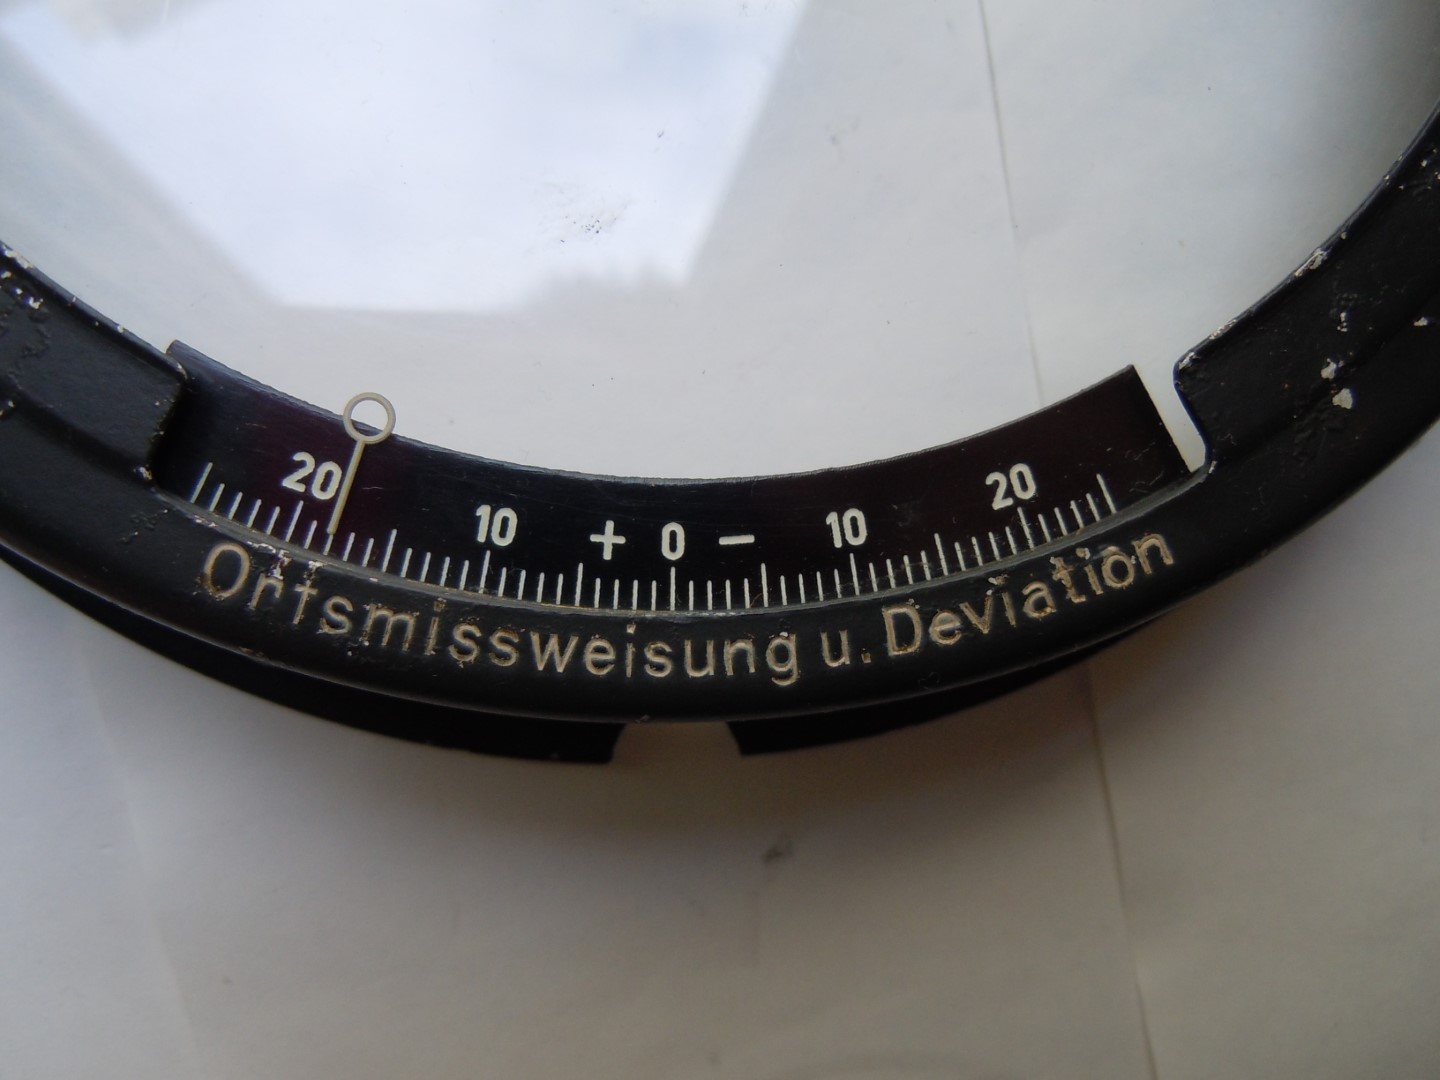 20 10 + 0 − 10 20
Ortsmissweisung u. Deviation